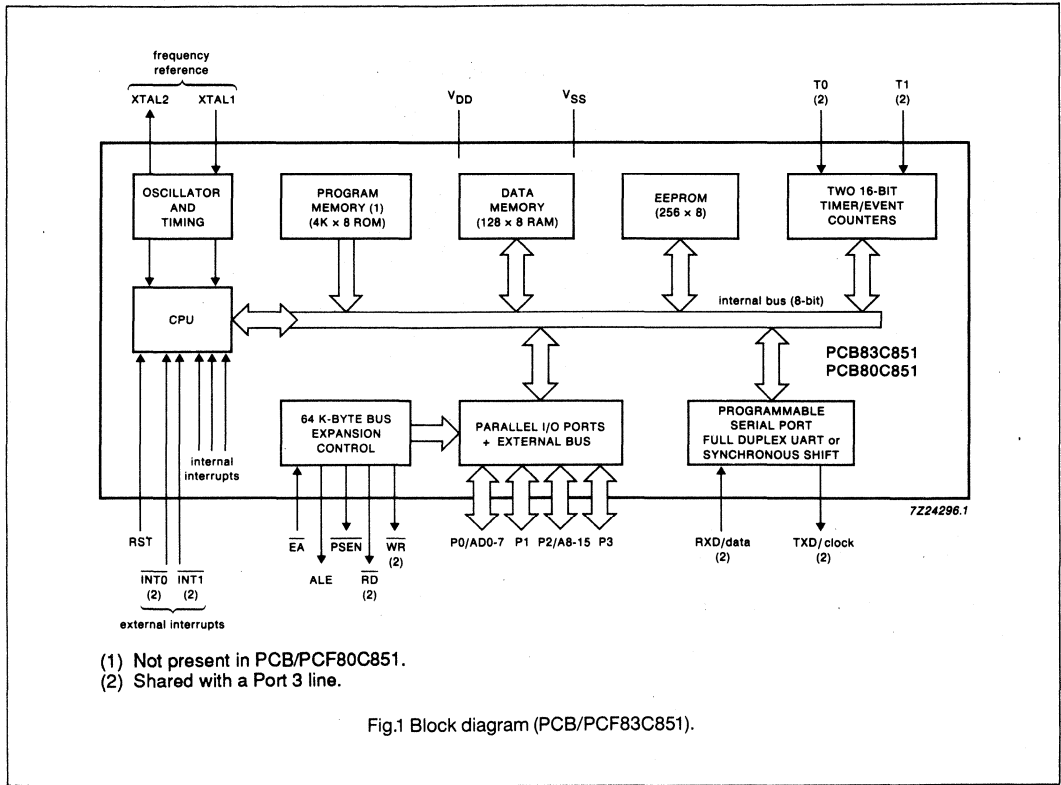 frequency
reference
XTAL2 XTAL1
V_DD
V_SS
T0
(2)
T1
(2)
OSCILLATOR
AND
TIMING
PROGRAM
MEMORY (1)
(4K × 8 ROM)
DATA
MEMORY
(128 × 8 RAM)
EEPROM
(256 × 8)
TWO 16-BIT
TIMER/EVENT
COUNTERS
CPU
internal bus (8-bit)
PCB83C851
PCB80C851
64 K-BYTE BUS
EXPANSION
CONTROL
PARALLEL I/O PORTS
+ EXTERNAL BUS
PROGRAMMABLE
SERIAL PORT
FULL DUPLEX UART or
SYNCHRONOUS SHIFT
internal
interrupts
7Z24296.1
RST
INT0
(2)
INT1
(2)
external interrupts
EA
ALE
PSEN
RD
(2)
WR
(2)
P0/AD0-7 P1 P2/A8-15 P3
RXD/data
(2)
TXD/clock
(2)
(1) Not present in PCB/PCF80C851.
(2) Shared with a Port 3 line.
Fig.1 Block diagram (PCB/PCF83C851).